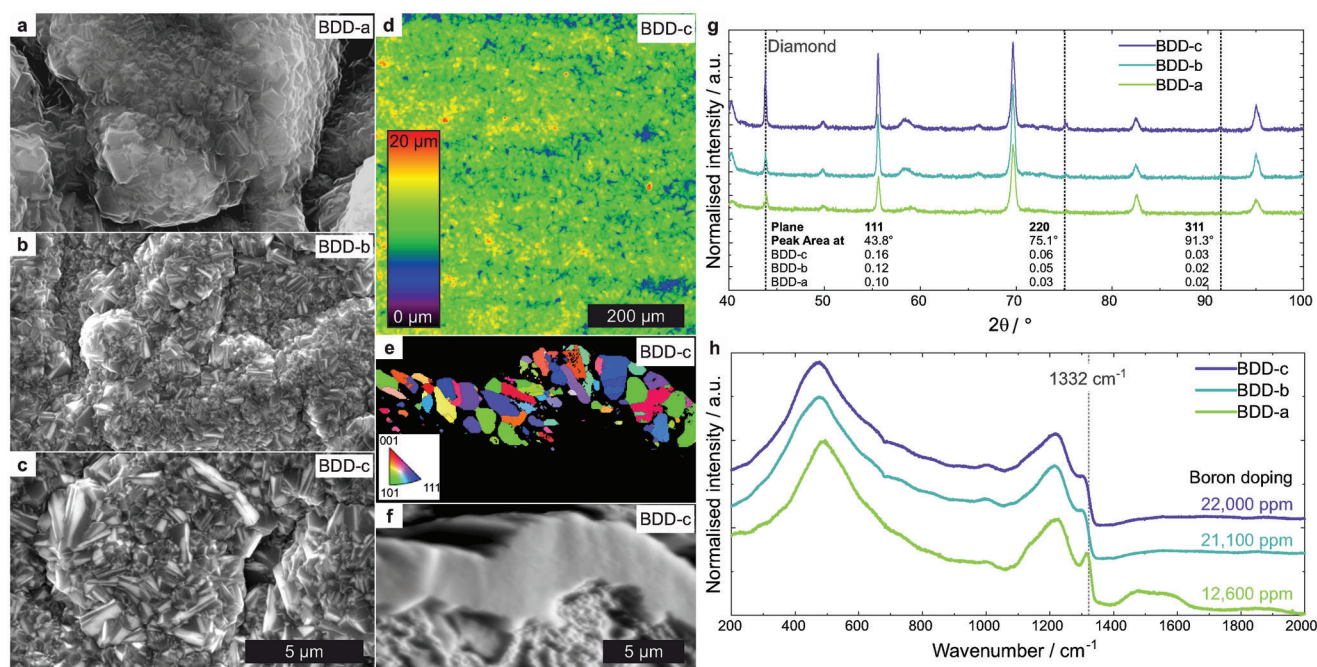 a
BDD-a
b
BDD-b
c
BDD-c
5 µm
d
BDD-c
20 µm
0 µm
200 µm
e
BDD-c
001
101
111
f
BDD-c
5 µm
g
Normalised intensity / a.u.
Diamond
BDD-c
BDD-b
BDD-a
Plane 111 220 311
Peak Area at 43.8° 75.1° 91.3°
BDD-c 0.16 0.06 0.03
BDD-b 0.12 0.05 0.02
BDD-a 0.10 0.03 0.02
40 50 60 70 80 90 100
2θ / °
h
Normalised intensity / a.u.
1332 cm⁻¹
BDD-c
BDD-b
BDD-a
Boron doping
22,000 ppm
21,100 ppm
12,600 ppm
200 400 600 800 1000 1200 1400 1600 1800 2000
Wavenumber / cm⁻¹